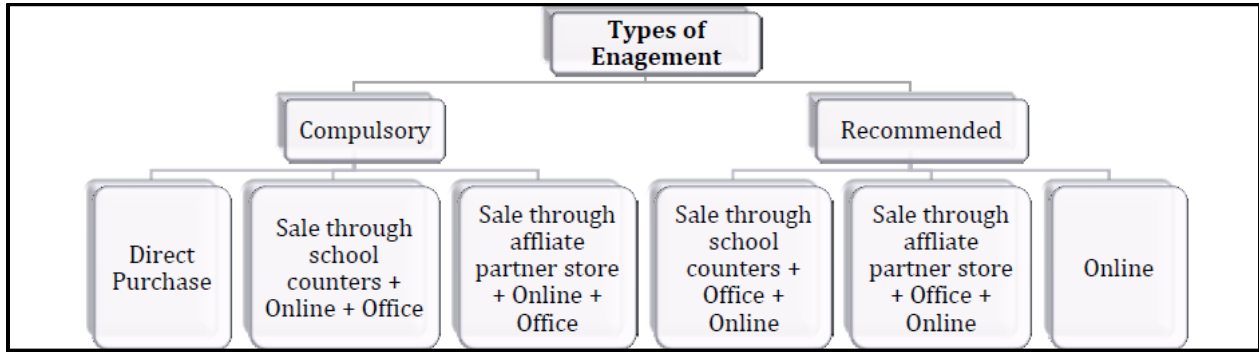 Types of
Enagement
Compulsory
Recommended
Direct
Purchase
Sale through
school
counters +
Online + Office
Sale through
affliate
partner store
+ Online +
Office
Sale through
school
counters +
Office +
Online
Sale through
affliate
partner store
+ Office +
Online
Online